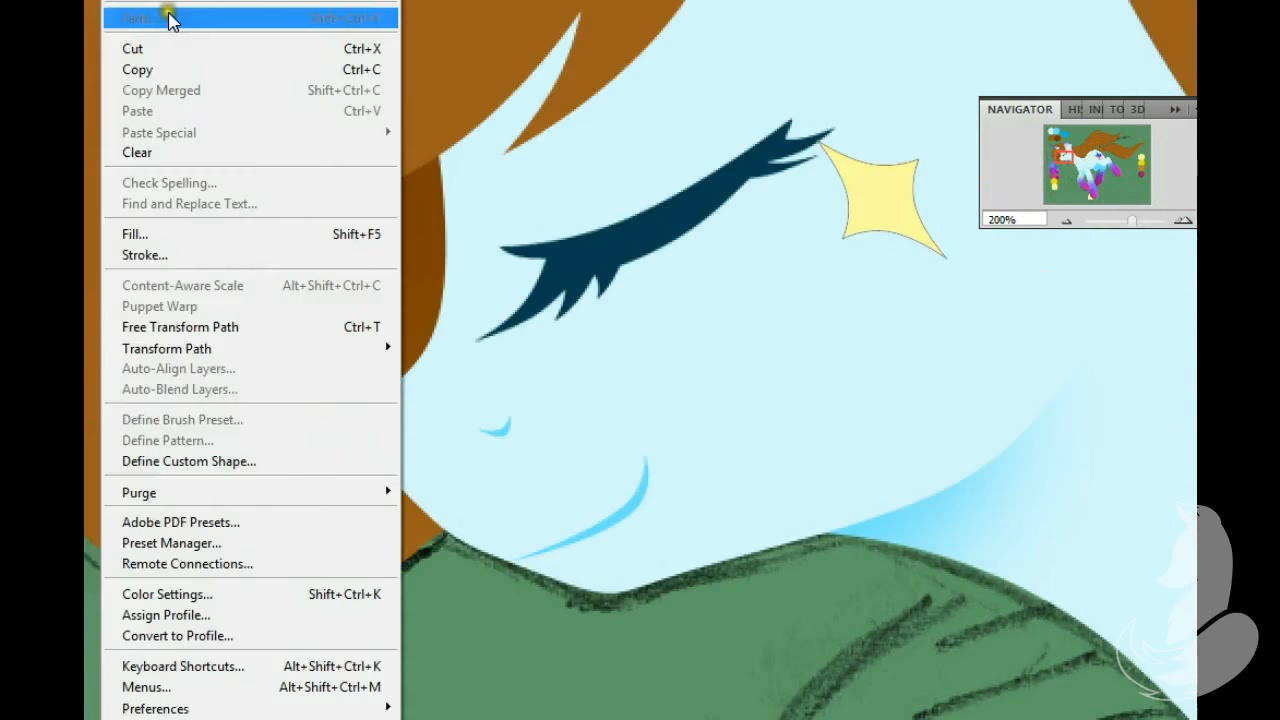 Cut Ctrl+X
Copy Ctrl+C
Copy Merged Shift+Ctrl+C
Paste Ctrl+V
Paste Special
Clear
Check Spelling...
Find and Replace Text...
Fill... Shift+F5
Stroke...
Content-Aware Scale Alt+Shift+Ctrl+C
Puppet Warp
Free Transform Path Ctrl+T
Transform Path
Auto-Align Layers...
Auto-Blend Layers...
Define Brush Preset...
Define Pattern...
Define Custom Shape...
Purge
Adobe PDF Presets...
Preset Manager...
Remote Connections...
Color Settings... Shift+Ctrl+K
Assign Profile...
Convert to Profile...
Keyboard Shortcuts... Alt+Shift+Ctrl+K
Menus... Alt+Shift+Ctrl+M
Preferences
NAVIGATOR HIS IN TO 3D
200%